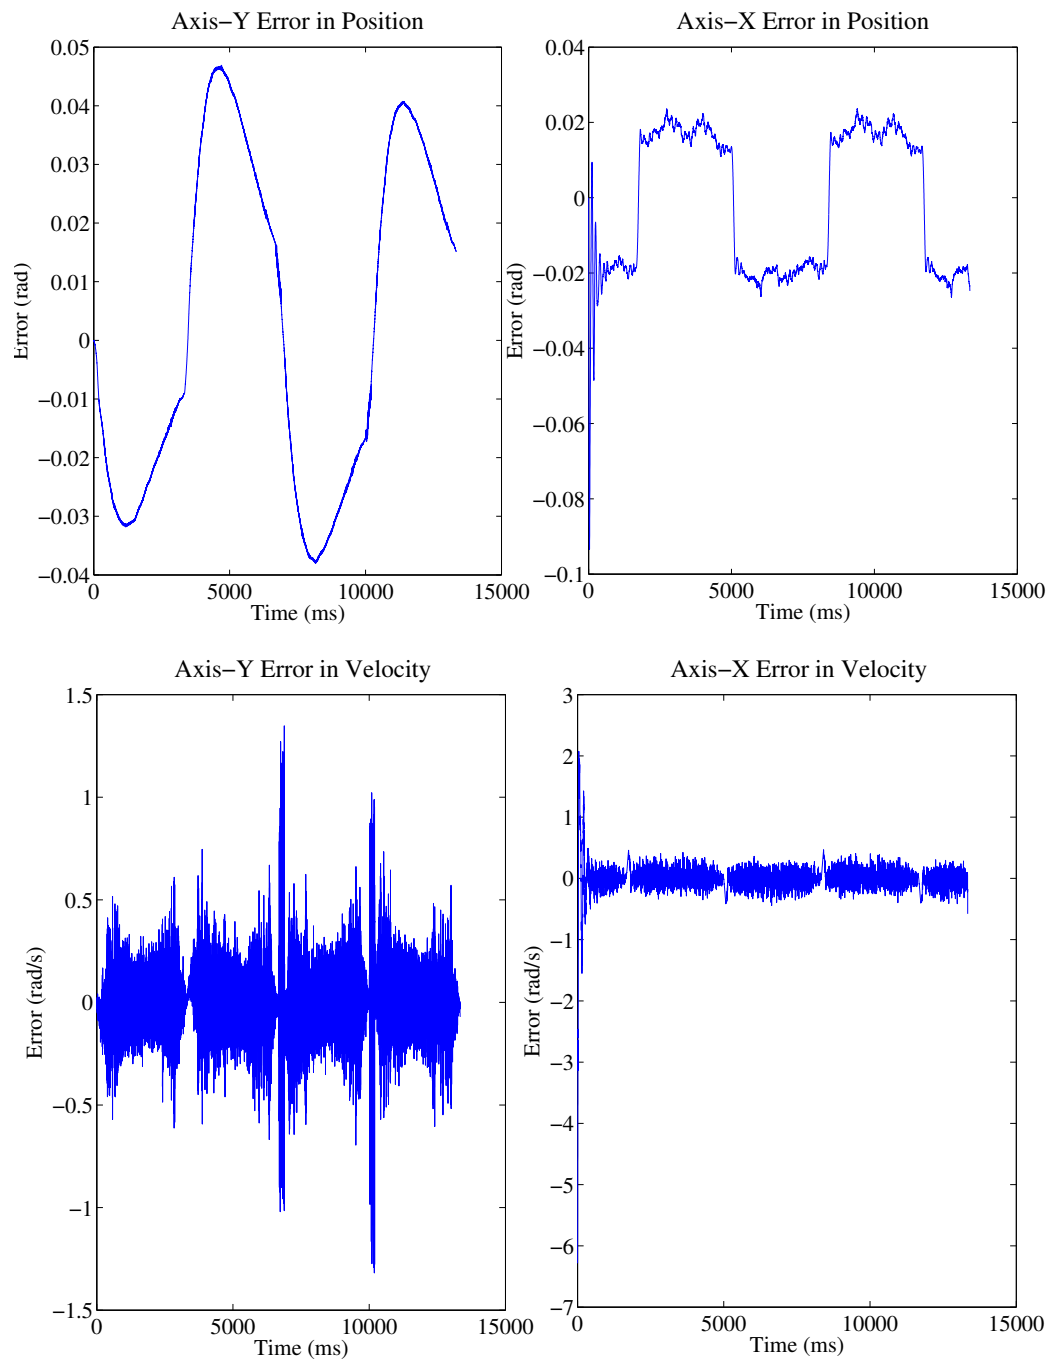 Axis−Y Error in Position
0.05
0.04
0.03
0.02
0.01
0
−0.01
−0.02
−0.03
−0.04
Error (rad)
0 5000 10000 15000
Time (ms)
Axis−X Error in Position
0.04
0.02
0
−0.02
−0.04
−0.06
−0.08
−0.1
Error (rad)
0 5000 10000 15000
Time (ms)
Axis−Y Error in Velocity
1.5
1
0.5
0
−0.5
−1
−1.5
Error (rad/s)
0 5000 10000 15000
Time (ms)
Axis−X Error in Velocity
3
2
1
0
−1
−2
−3
−4
−5
−6
−7
Error (rad/s)
0 5000 10000 15000
Time (ms)